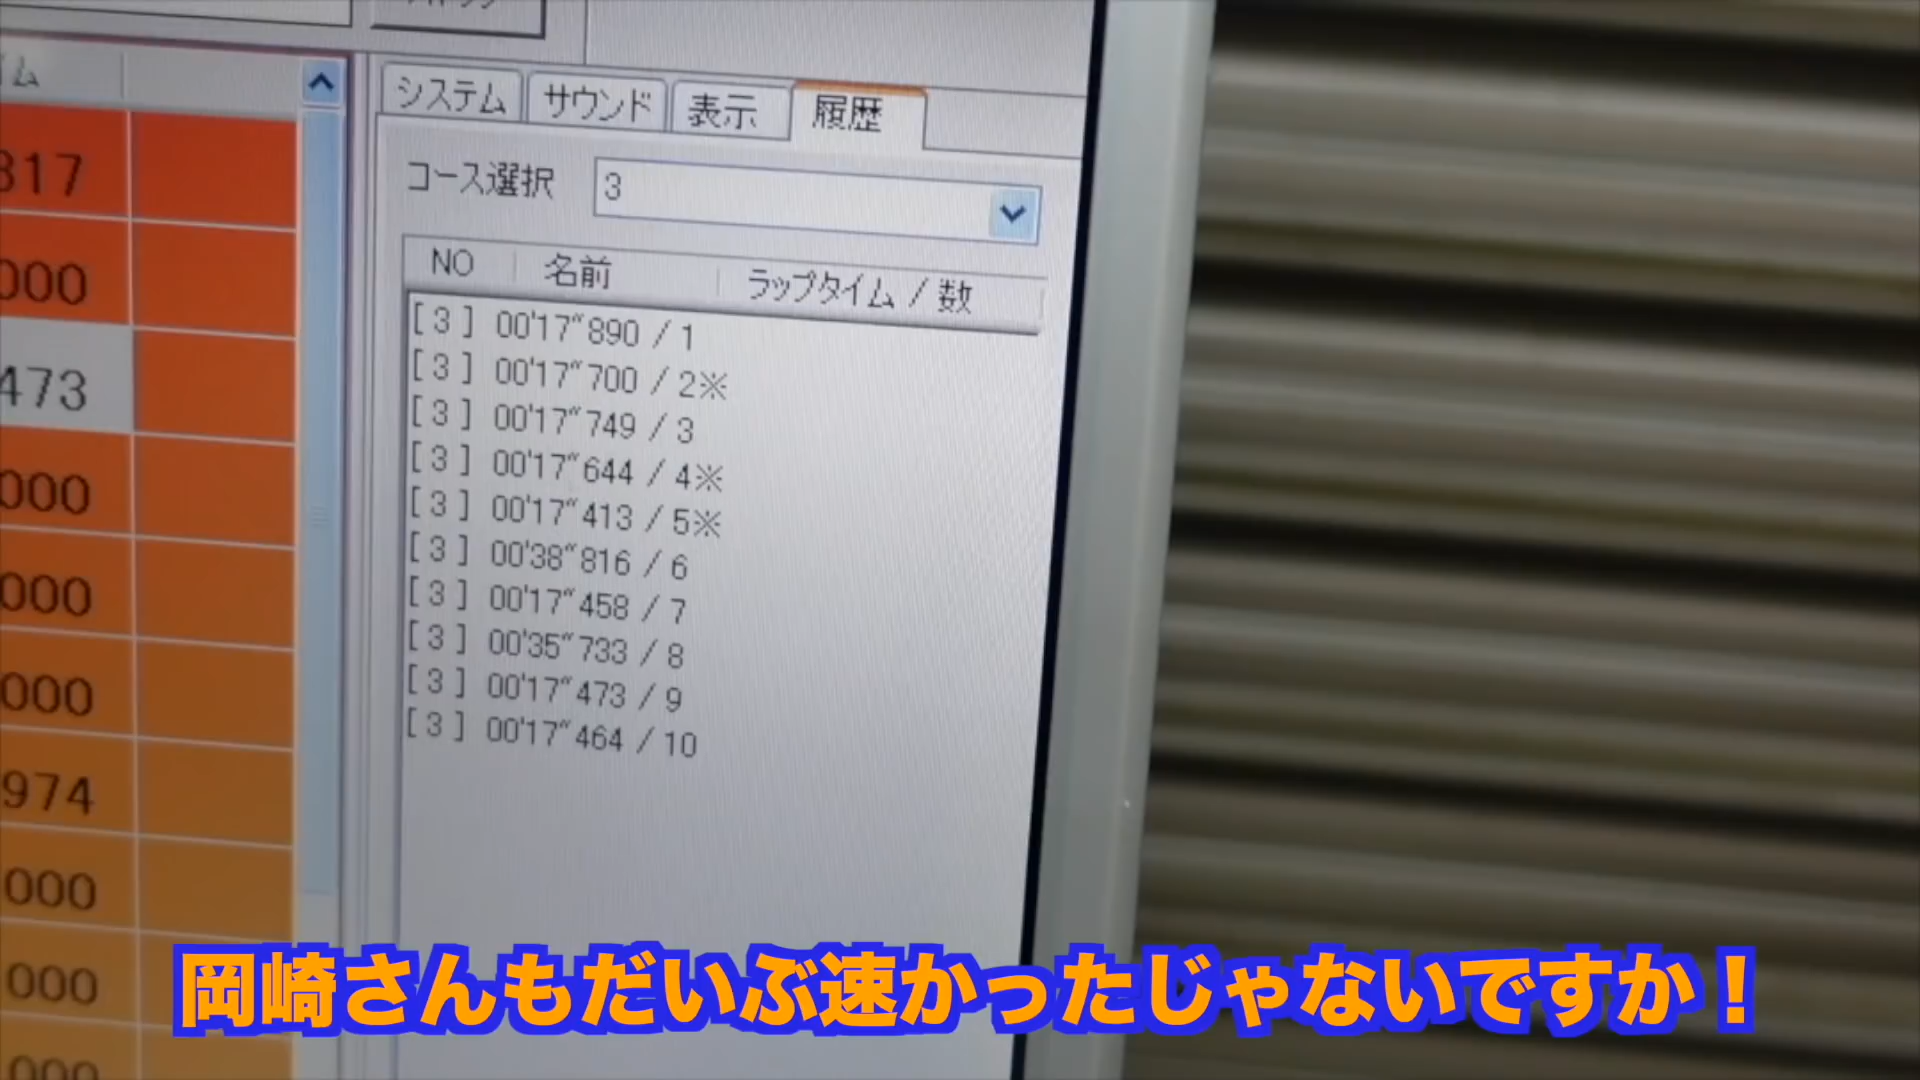 システム サウンド 表示 履歴
コース選択 3
NO 名前 ラップタイム / 数
[ 3 ] 00'17"890 / 1
[ 3 ] 00'17"700 / 2※
[ 3 ] 00'17"749 / 3
[ 3 ] 00'17"644 / 4※
[ 3 ] 00'17"413 / 5※
[ 3 ] 00'38"816 / 6
[ 3 ] 00'17"458 / 7
[ 3 ] 00'35"733 / 8
[ 3 ] 00'17"473 / 9
[ 3 ] 00'17"464 / 10
317
000
473
000
000
000
974
000
000
000
岡崎さんもだいぶ速かったじゃないですか！